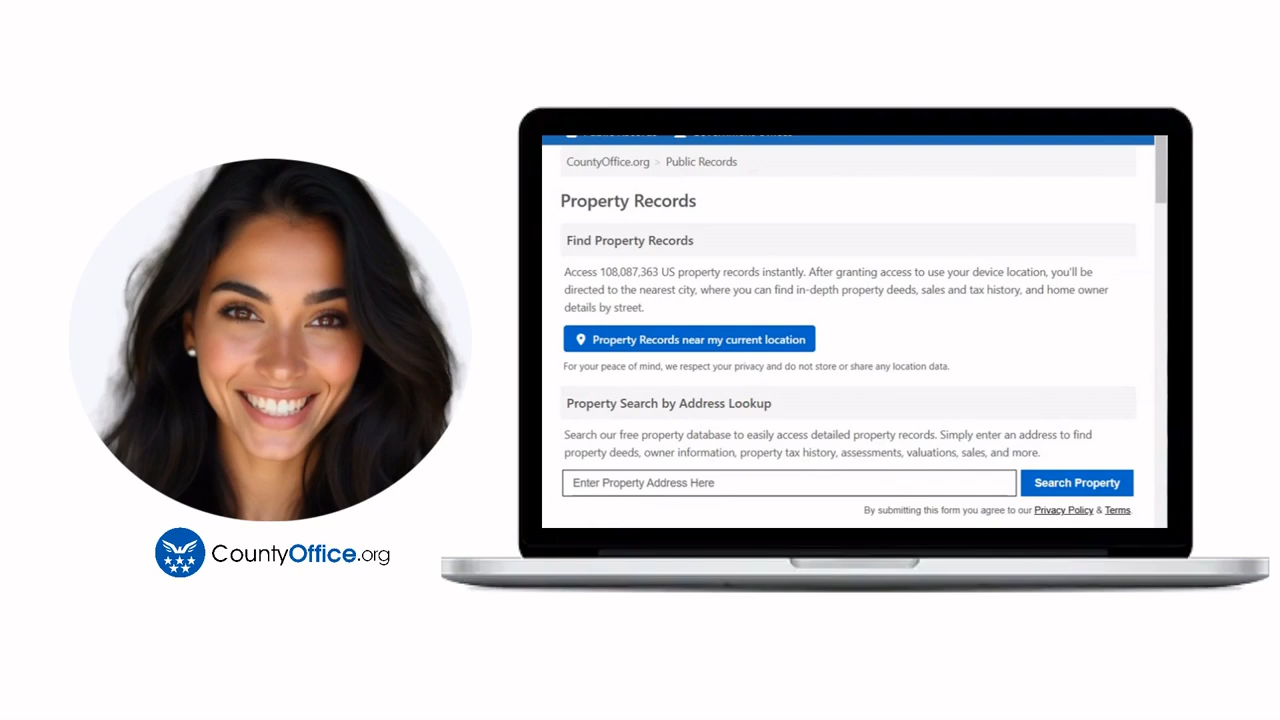 CountyOffice.org > Public Records
Property Records
Find Property Records
Access 108,087,363 US property records instantly. After granting access to use your device location, you'll be
directed to the nearest city, where you can find in-depth property deeds, sales and tax history, and home owner
details by street.
Property Records near my current location
For your peace of mind, we respect your privacy and do not store or share any location data.
Property Search by Address Lookup
Search our free property database to easily access detailed property records. Simply enter an address to find
property deeds, owner information, property tax history, assessments, valuations, sales, and more.
Enter Property Address Here
Search Property
By submitting this form you agree to our Privacy Policy & Terms.
CountyOffice.org